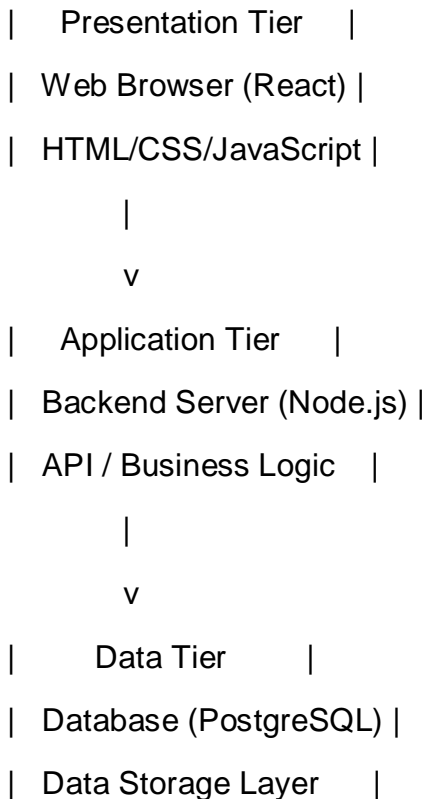 |    Presentation Tier    |
|   Web Browser (React) |
|   HTML/CSS/JavaScript |
|
v
|    Application Tier      |
|   Backend Server (Node.js) |
|   API / Business Logic    |
|
v
|        Data Tier         |
|   Database (PostgreSQL) |
|   Data Storage Layer      |